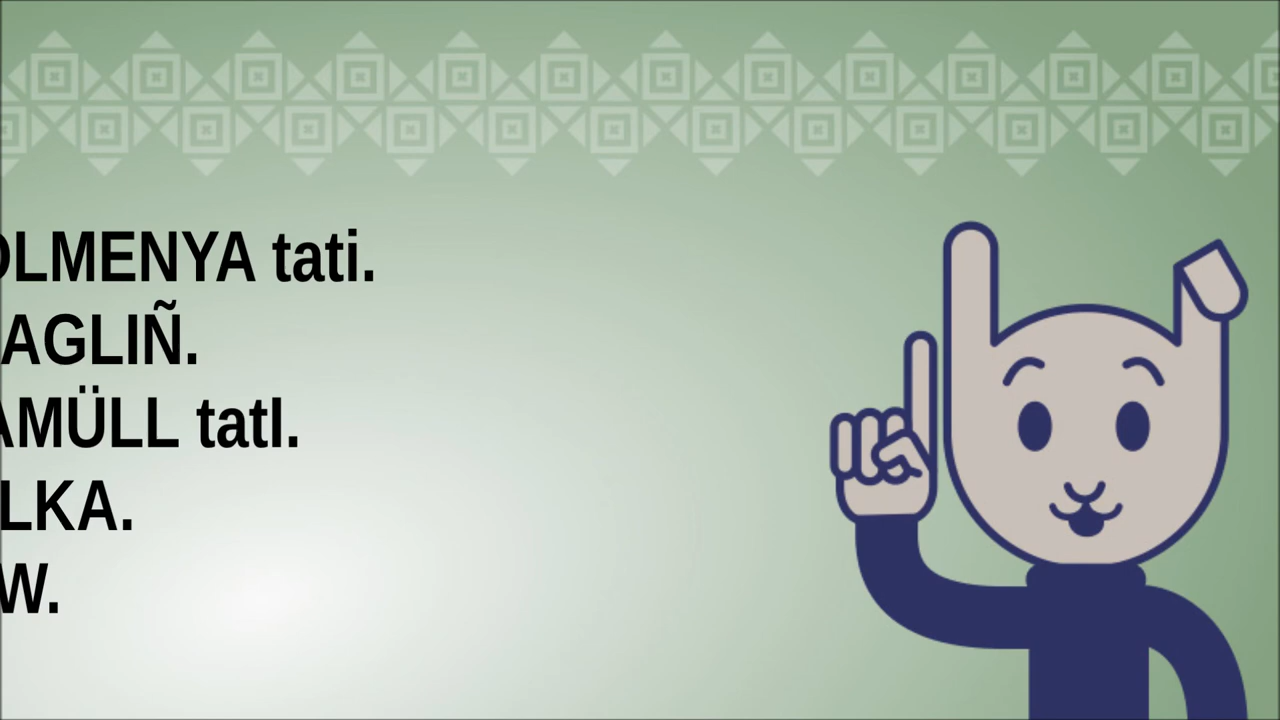 OLMENYA tati.
AGLIÑ.
AMÜLL tatI.
LKA.
W.